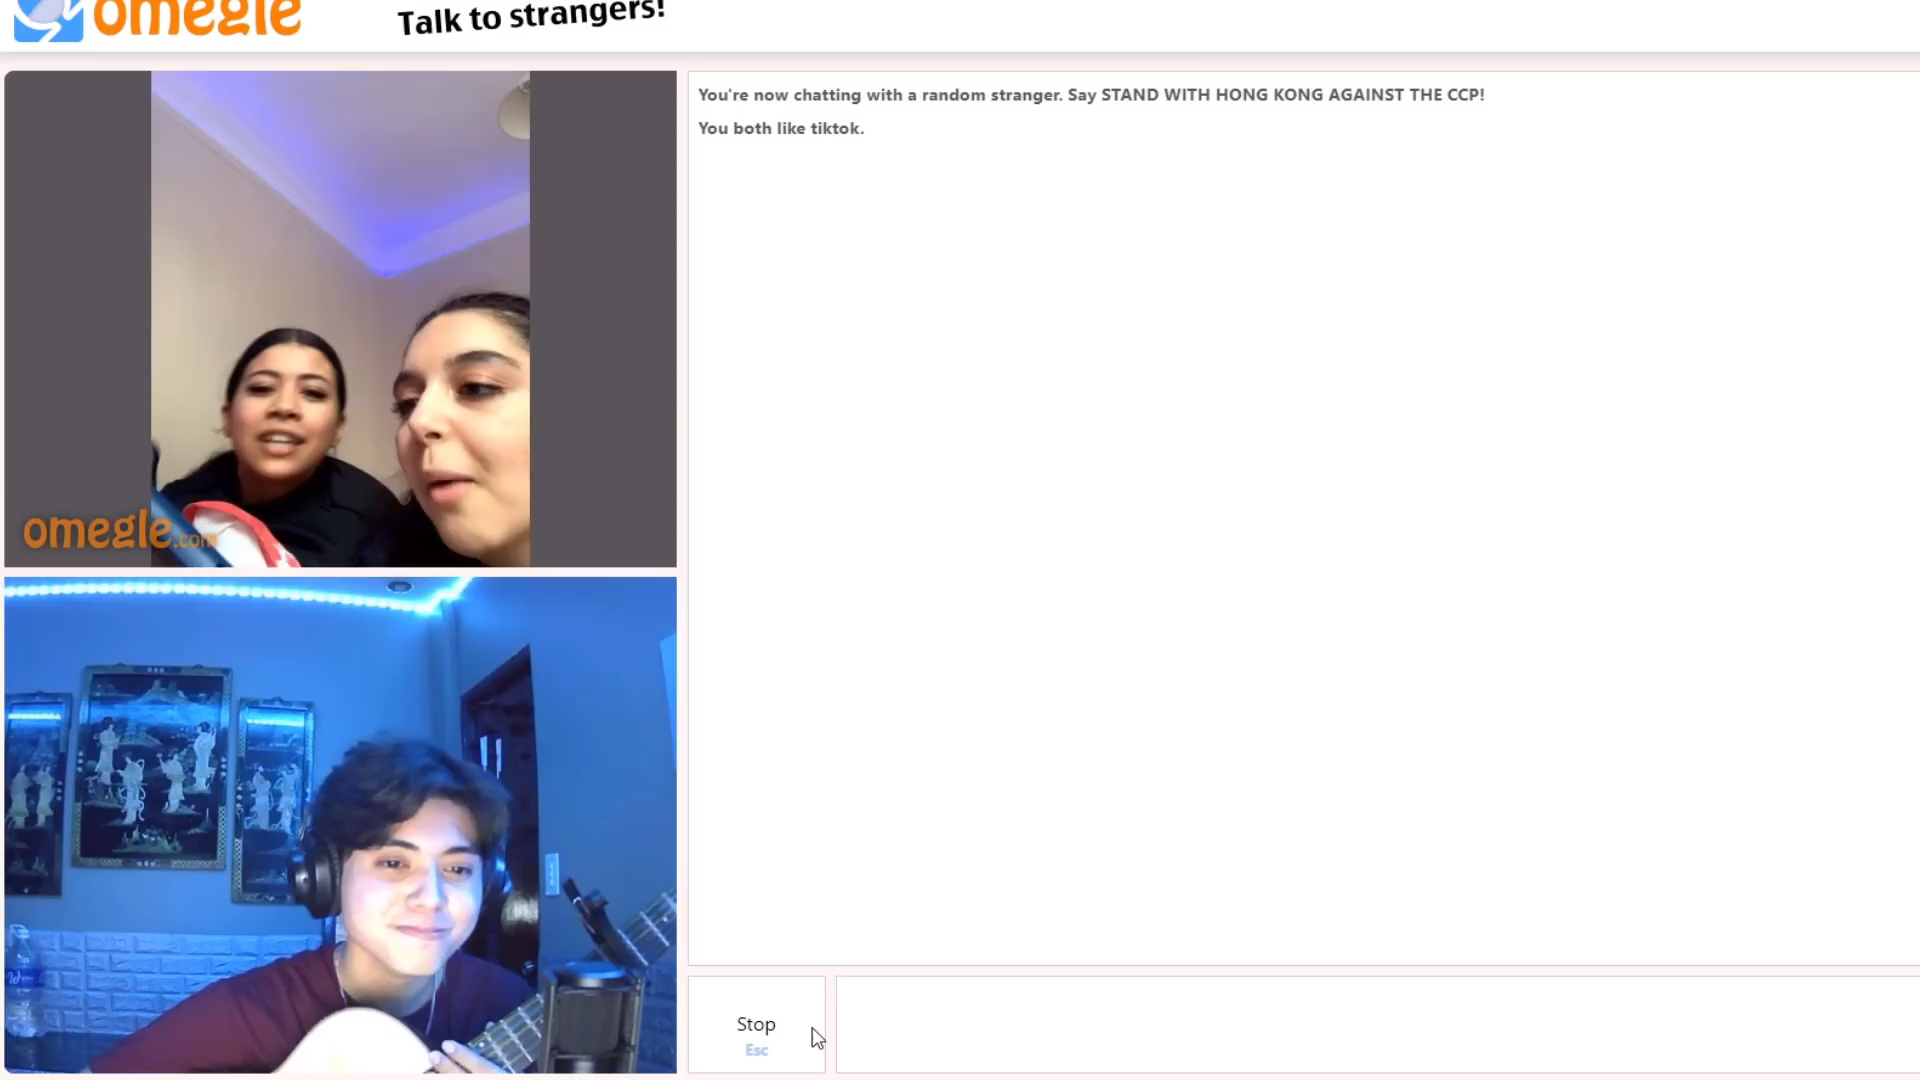 omegle
Talk to strangers!
You're now chatting with a random stranger. Say STAND WITH HONG KONG AGAINST THE CCP!
You both like tiktok.
omegle.com
Stop
Esc